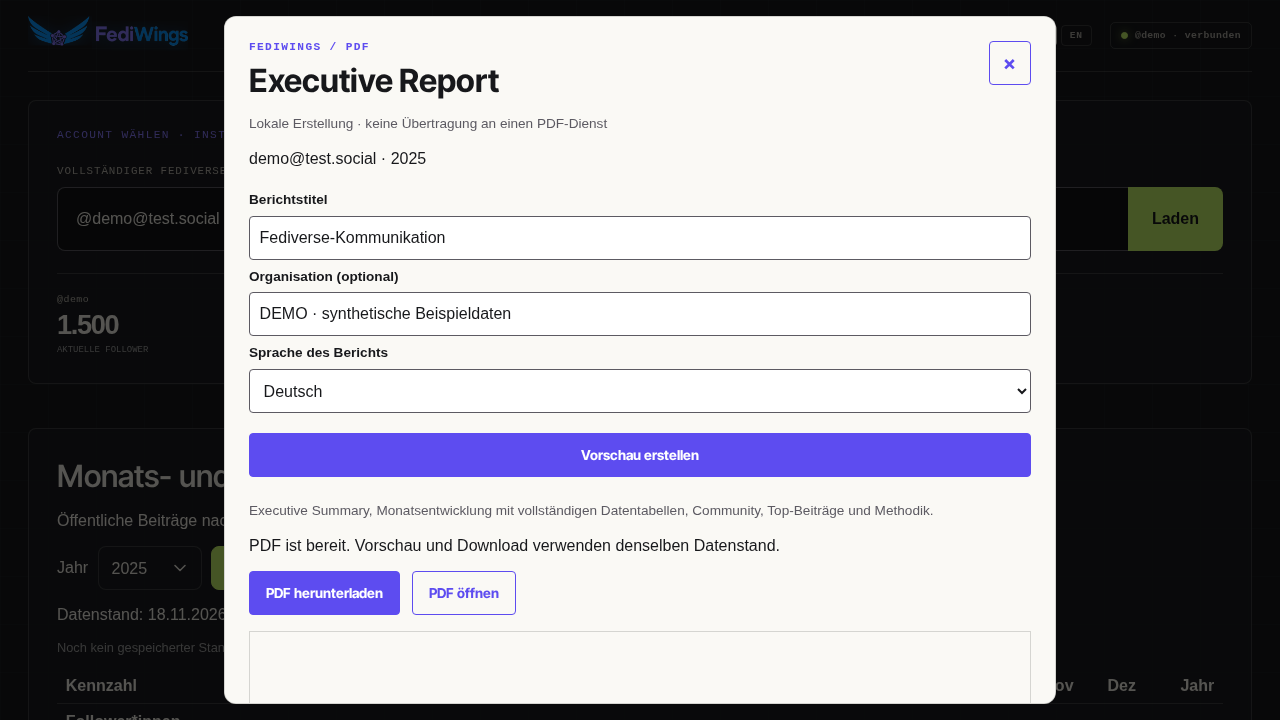 FediWings
EN
@demo · verbunden
FEDIWINGS / PDF
Executive Report
×
Lokale Erstellung · keine Übertragung an einen PDF-Dienst
demo@test.social · 2025
Berichtstitel
Fediverse-Kommunikation
Organisation (optional)
DEMO · synthetische Beispieldaten
Sprache des Berichts
Deutsch
Vorschau erstellen
Executive Summary, Monatsentwicklung mit vollständigen Datentabellen, Community, Top-Beiträge und Methodik.
PDF ist bereit. Vorschau und Download verwenden denselben Datenstand.
PDF herunterladen
PDF öffnen
ACCOUNT WÄHLEN · INST
VOLLSTÄNDIGER FEDIVERSE
@demo@test.social
Laden
@demo
1.500
AKTUELLE FOLLOWER
Monats- und
Öffentliche Beiträge nac
Jahr
2025
Datenstand: 18.11.2026
Noch kein gespeicherter Stan
Kennzahl
ov
Dez
Jahr